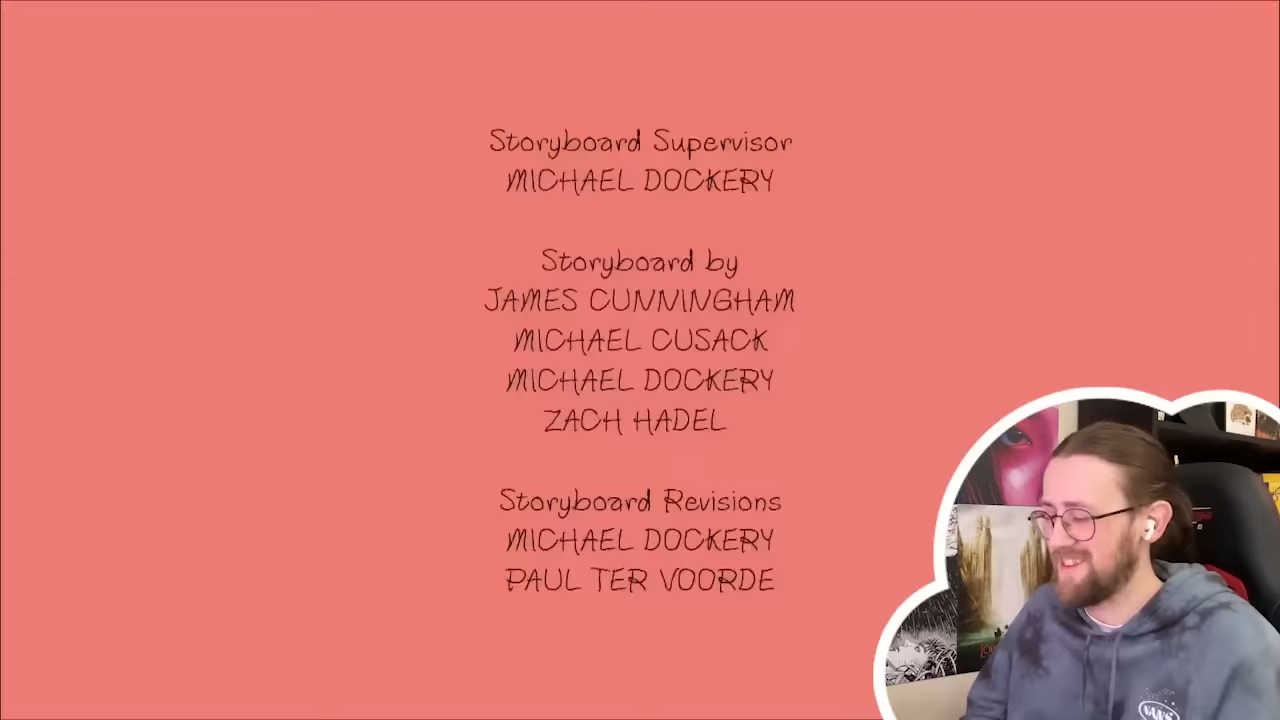 Storyboard Supervisor
MICHAEL DOCKERY
Storyboard by
JAMES CUNNINGHAM
MICHAEL CUSACK
MICHAEL DOCKERY
ZACH HADEL
Storyboard Revisions
MICHAEL DOCKERY
PAUL TER VOORDE
VANS